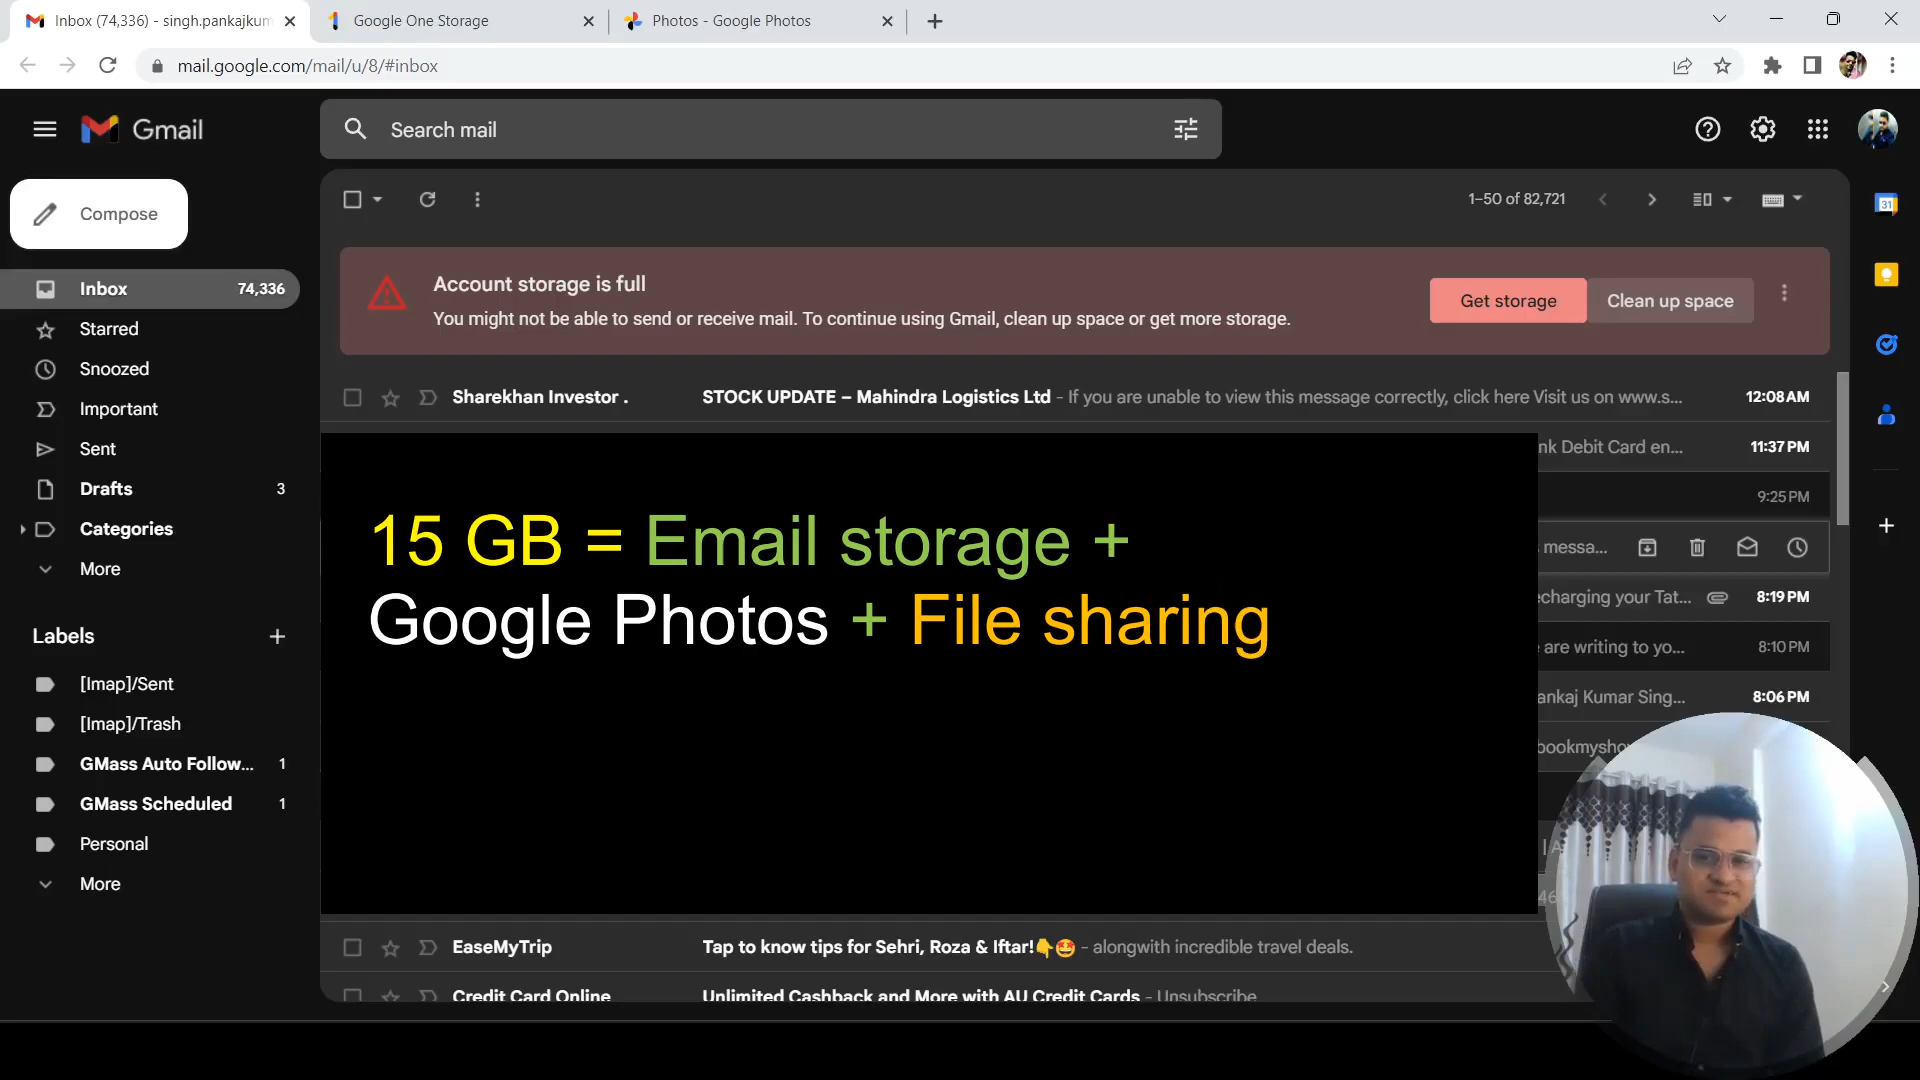 Inbox (74,336) - singh.pankajkum
Google One Storage
Photos - Google Photos
mail.google.com/mail/u/8/#inbox
Gmail
Search mail
Compose
1–50 of 82,721
31
Account storage is full
You might not be able to send or receive mail. To continue using Gmail, clean up space or get more storage.
Get storage
Clean up space
Inbox 74,336
Starred
Snoozed
Important
Sent
Drafts 3
Categories
More
Labels
[Imap]/Sent
[Imap]/Trash
GMass Auto Follow... 1
GMass Scheduled 1
Personal
More
Sharekhan Investor . STOCK UPDATE – Mahindra Logistics Ltd - If you are unable to view this message correctly, click here Visit us on www.s... 12:08 AM
nk Debit Card en... 11:37 PM
9:25 PM
messa...
echarging your Tat... 8:19 PM
are writing to yo... 8:10 PM
ankaj Kumar Sing... 8:06 PM
bookmysho
15 GB = Email storage +
Google Photos + File sharing
EaseMyTrip Tap to know tips for Sehri, Roza & Iftar!👇🤩 - alongwith incredible travel deals.
Credit Card Online Unlimited Cashback and More with AU Credit Cards - Unsubscribe